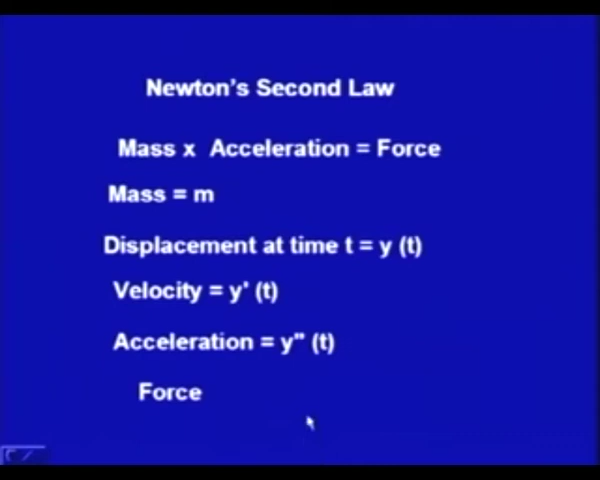 Newton's Second Law
Mass x Acceleration = Force
Mass = m
Displacement at time t = y (t)
Velocity = y' (t)
Acceleration = y" (t)
Force